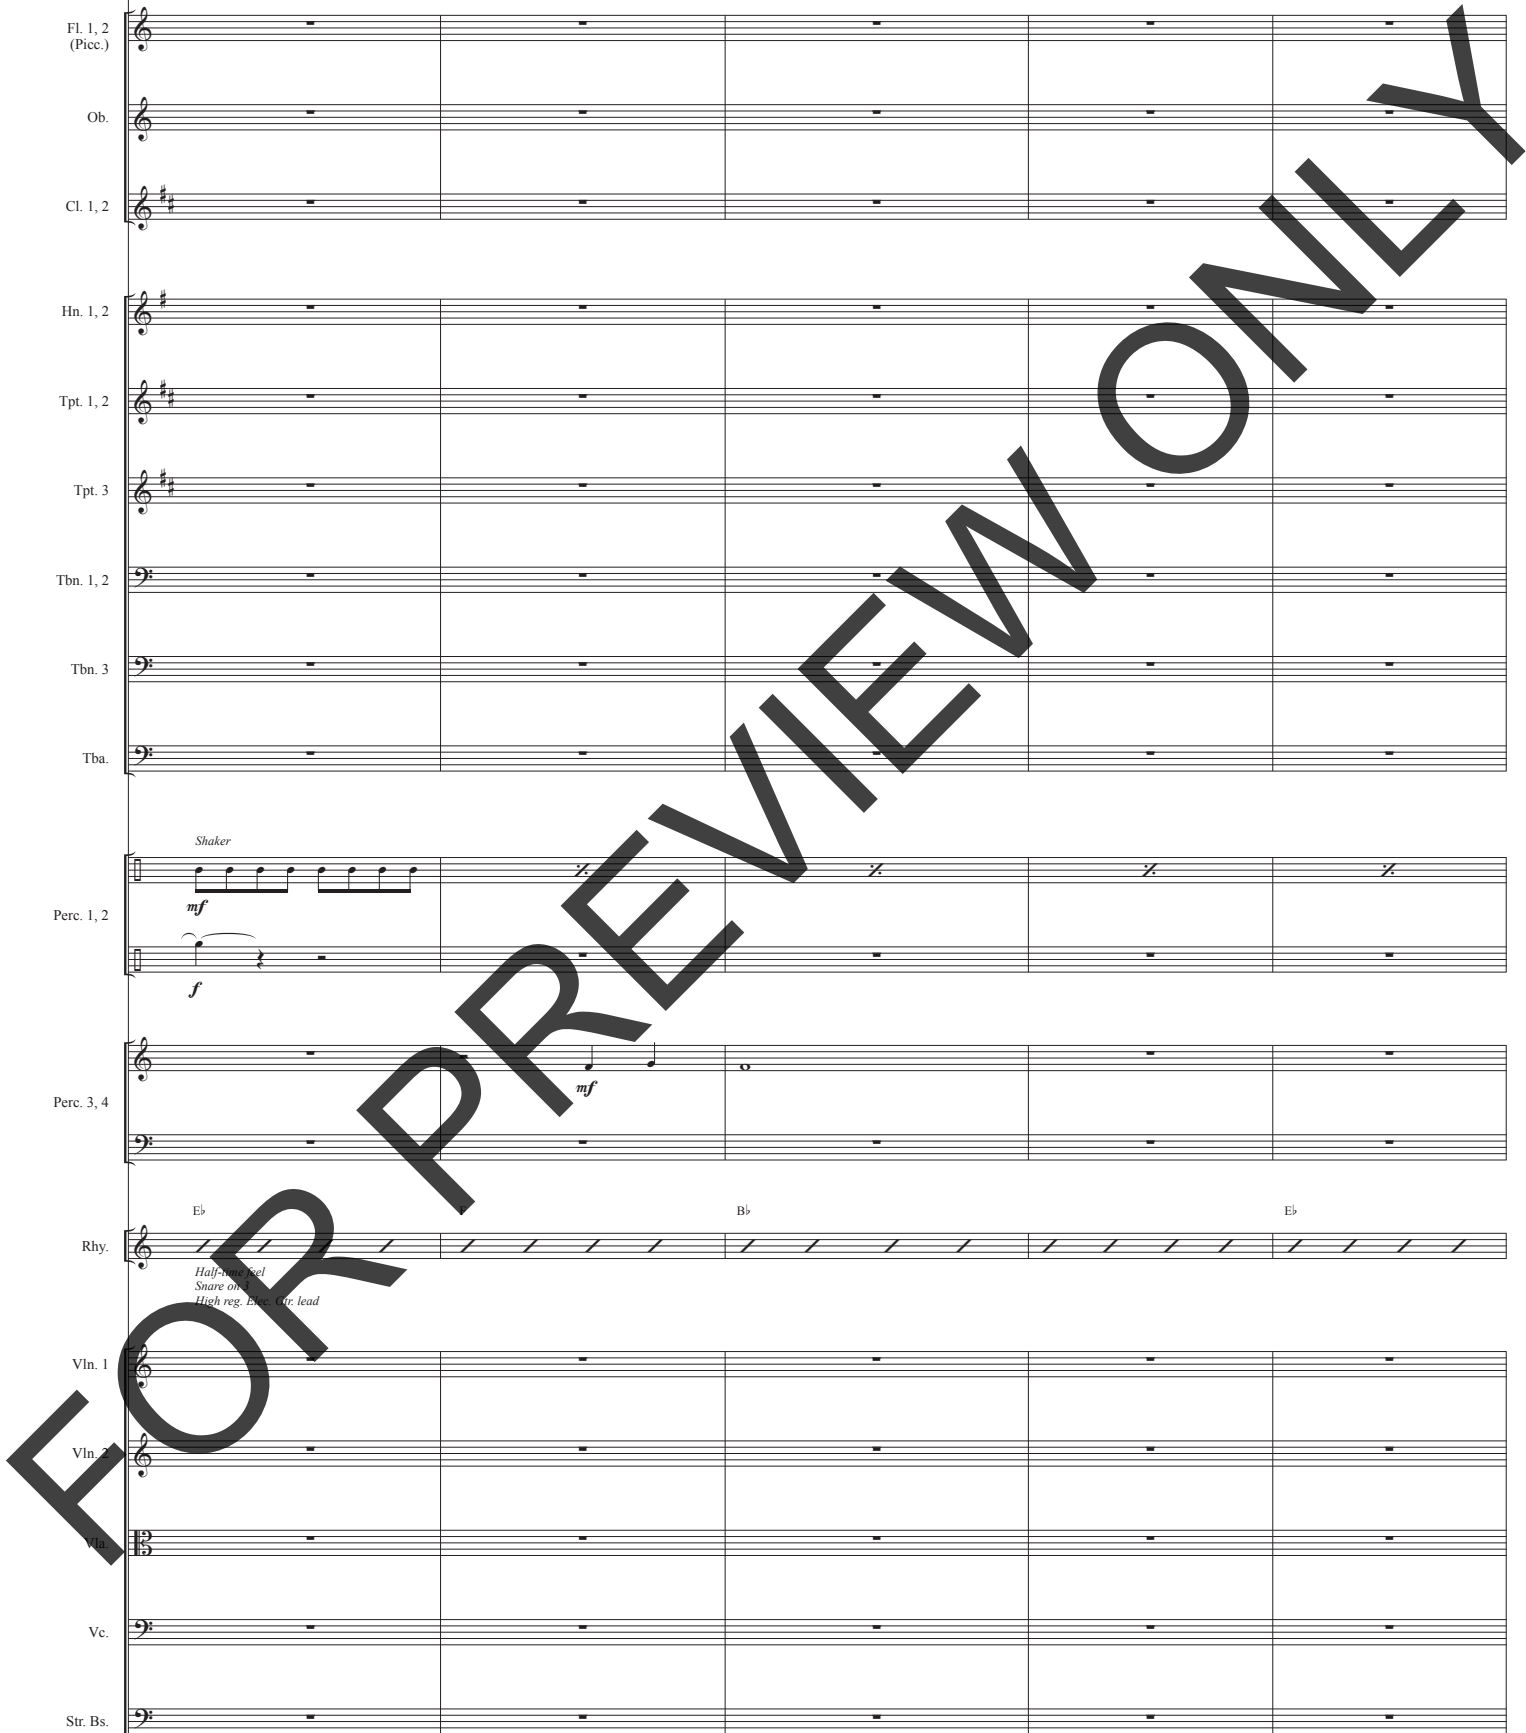 Fl. 1, 2
(Picc.)
Ob.
Cl. 1, 2
Hn. 1, 2
Tpt. 1, 2
Tpt. 3
Tbn. 1, 2
Tbn. 3
Tba.
Shaker
mf
Perc. 1, 2
f
mf
Perc. 3, 4
E♭ F B♭ E♭
Rhy.
Half-time feel
Snare on 3
High reg. Elec. Gtr. lead
Vln. 1
Vln. 2
Vla.
Vc.
Str. Bs.
FOR PREVIEW ONLY